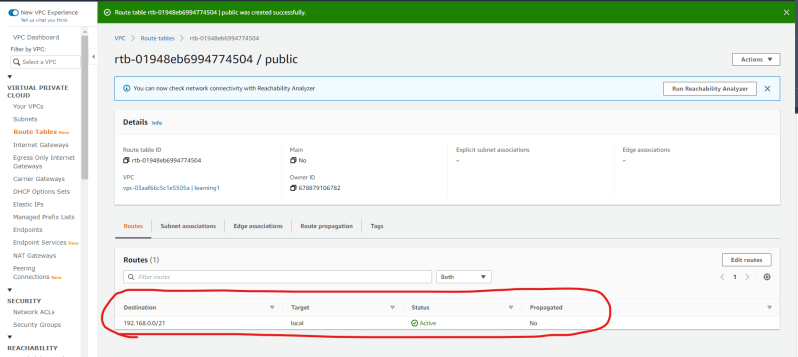 New VPC Experience
Tell us what you think
Route table rtb-01948eb6994774504 | public was created successfully.
VPC Dashboard
Filter by VPC:
Select a VPC
VIRTUAL PRIVATE CLOUD
Your VPCs
Subnets
Route Tables New
Internet Gateways
Egress Only Internet Gateways
Carrier Gateways
DHCP Options Sets
Elastic IPs
Managed Prefix Lists
Endpoints
Endpoint Services New
NAT Gateways
Peering Connections New
SECURITY
Network ACLs
Security Groups
REACHABILITY
VPC > Route tables > rtb-01948eb6994774504
rtb-01948eb6994774504 / public
Actions
You can now check network connectivity with Reachability Analyzer
Run Reachability Analyzer
Details Info
Route table ID
rtb-01948eb6994774504
Main
No
Explicit subnet associations
–
Edge associations
–
VPC
vpc-03aaf66c5c1e5505e | learning1
Owner ID
678879106782
Routes
Subnet associations
Edge associations
Route propagation
Tags
Routes (1)
Edit routes
Filter routes
Both
1
Destination
Target
Status
Propagated
192.168.0.0/21
local
Active
No